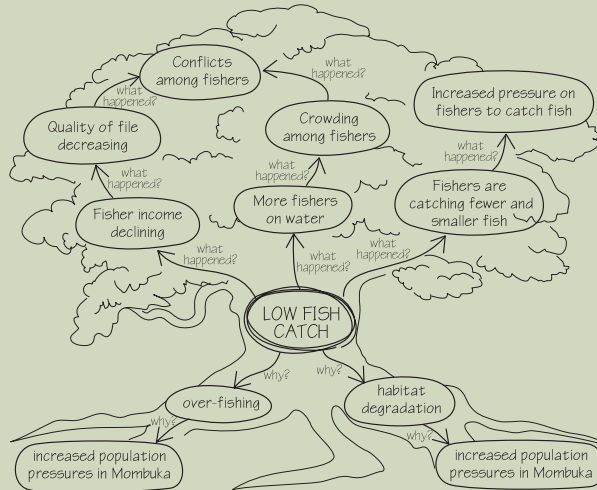 Conflicts
among fishers
what
happened?
what
happened?
Increased pressure on
fishers to catch fish
Quality of file
decreasing
Crowding
among fishers
what
happened?
what
happened?
what
happened?
Fisher income
declining
More fishers
on water
Fishers are
catching fewer and
smaller fish
what
happened?
what
happened?
what
happened?
LOW FISH
CATCH
why?
why?
over-fishing
habitat
degradation
why?
why?
increased population
pressures in Mombuka
increased population
pressures in Mombuka